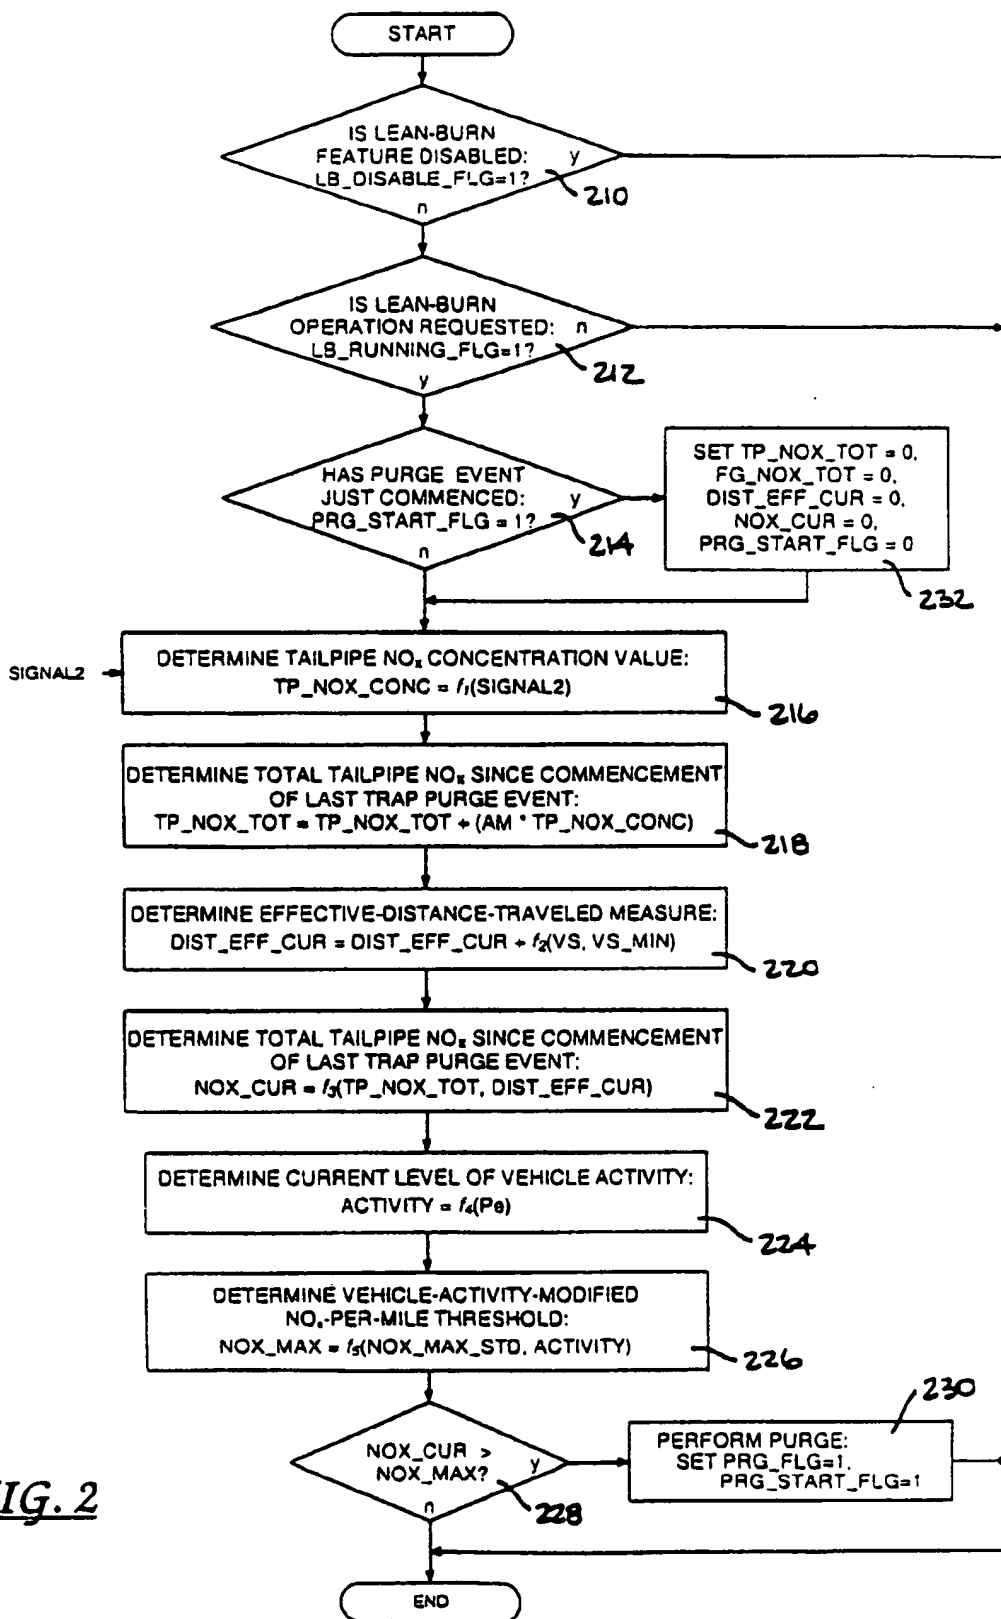 START
IS LEAN-BURN
FEATURE DISABLED: y
LB_DISABLE_FLG=1?
210
n
IS LEAN-BURN
OPERATION REQUESTED: n
LB_RUNNING_FLG=1?
212
y
HAS PURGE EVENT
JUST COMMENCED: y
PRG_START_FLG = 1?
214
n
SET TP_NOX_TOT = 0,
FG_NOX_TOT = 0,
DIST_EFF_CUR = 0,
NOX_CUR = 0,
PRG_START_FLG = 0
232
SIGNAL2
DETERMINE TAILPIPE NOx CONCENTRATION VALUE:
TP_NOX_CONC = f1(SIGNAL2)
216
DETERMINE TOTAL TAILPIPE NOx SINCE COMMENCEMENT
OF LAST TRAP PURGE EVENT:
TP_NOX_TOT = TP_NOX_TOT + (AM * TP_NOX_CONC)
218
DETERMINE EFFECTIVE-DISTANCE-TRAVELED MEASURE:
DIST_EFF_CUR = DIST_EFF_CUR + f2(VS, VS_MIN)
220
DETERMINE TOTAL TAILPIPE NOx SINCE COMMENCEMENT
OF LAST TRAP PURGE EVENT:
NOX_CUR = f3(TP_NOX_TOT, DIST_EFF_CUR)
222
DETERMINE CURRENT LEVEL OF VEHICLE ACTIVITY:
ACTIVITY = f4(Pe)
224
DETERMINE VEHICLE-ACTIVITY-MODIFIED
NOx-PER-MILE THRESHOLD:
NOX_MAX = f5(NOX_MAX_STD, ACTIVITY)
226
NOX_CUR >
NOX_MAX? y
228
n
230
PERFORM PURGE:
SET PRG_FLG=1,
PRG_START_FLG=1
IG. 2
END